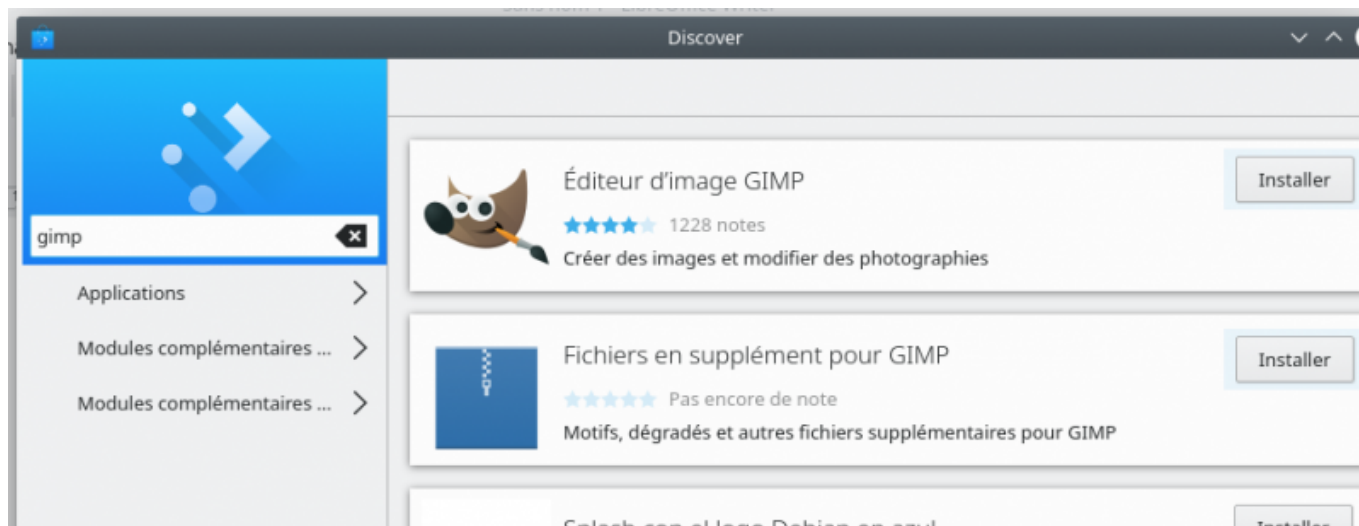 Discover
gimp
Applications
Modules complémentaires ...
Modules complémentaires ...
Éditeur d'image GIMP
1228 notes
Créer des images et modifier des photographies
Installer
Fichiers en supplément pour GIMP
Pas encore de note
Motifs, dégradés et autres fichiers supplémentaires pour GIMP
Installer